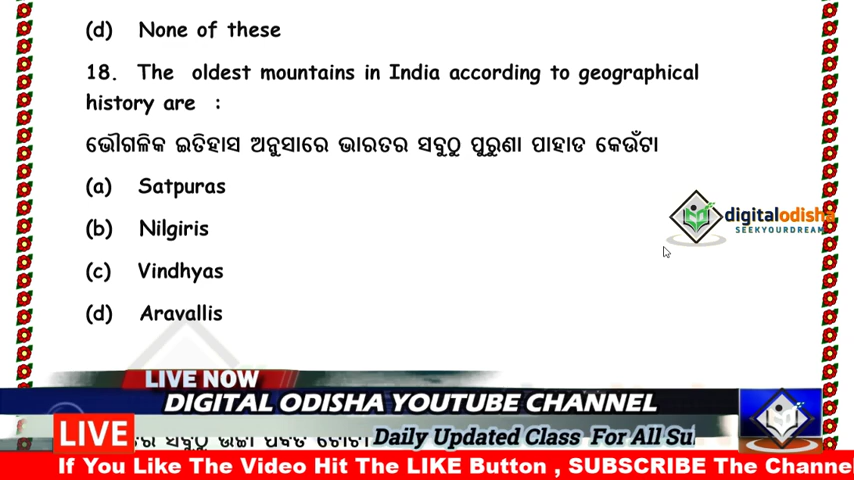 (d) None of these
18. The oldest mountains in India according to geographical
history are :
ଭୌଗଳିକ ଇତିହାସ ଅନୁସାରେ ଭାରତର ସବୁଠୁ ପୁରୁଣା ପାହାଡ କେଉଁଟା
(a) Satpuras
(b) Nilgiris
(c) Vindhyas
(d) Aravallis
digitalodisha
SEEKYOURDREAM
LIVE NOW
DIGITAL ODISHA YOUTUBE CHANNEL
LIVE
ସବୁଠୁ
Daily Updated Class For All Su
If You Like The Video Hit The LIKE Button , SUBSCRIBE The Channe